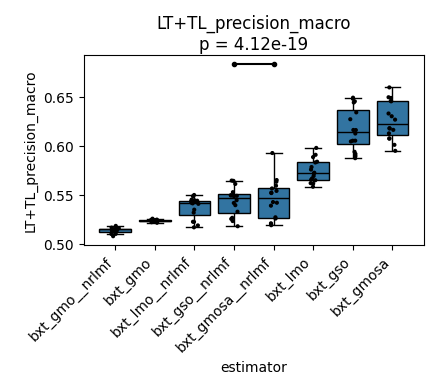 LT+TL_precision_macro
p = 4.12e-19
LT+TL_precision_macro
0.65
0.60
0.55
0.50
bxt_gmo__nrlmf
bxt_gmo
bxt_lmo__nrlmf
bxt_gso__nrlmf
bxt_gmosa__nrlmf
bxt_lmo
bxt_gso
bxt_gmosa
estimator